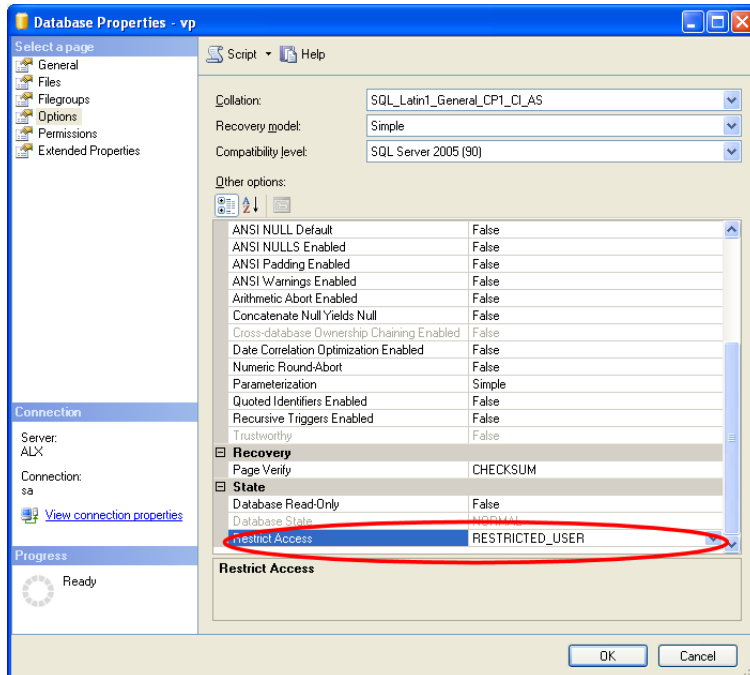 Database Properties - vp
Select a page
General
Files
Filegroups
Options
Permissions
Extended Properties
Script Help
Collation: SQL_Latin1_General_CP1_CI_AS
Recovery model: Simple
Compatibility level: SQL Server 2005 (90)
Other options:
ANSI NULL Default False
ANSI NULLS Enabled False
ANSI Padding Enabled False
ANSI Warnings Enabled False
Arithmetic Abort Enabled False
Concatenate Null Yields Null False
Cross-database Ownership Chaining Enabled False
Date Correlation Optimization Enabled False
Numeric Round-Abort False
Parameterization Simple
Quoted Identifiers Enabled False
Recursive Triggers Enabled False
Trustworthy False
Recovery
Page Verify CHECKSUM
State
Database Read-Only False
Database State NORMAL
Restrict Access RESTRICTED_USER
Restrict Access
Connection
Server:
ALX
Connection:
sa
View connection properties
Progress
Ready
OK Cancel